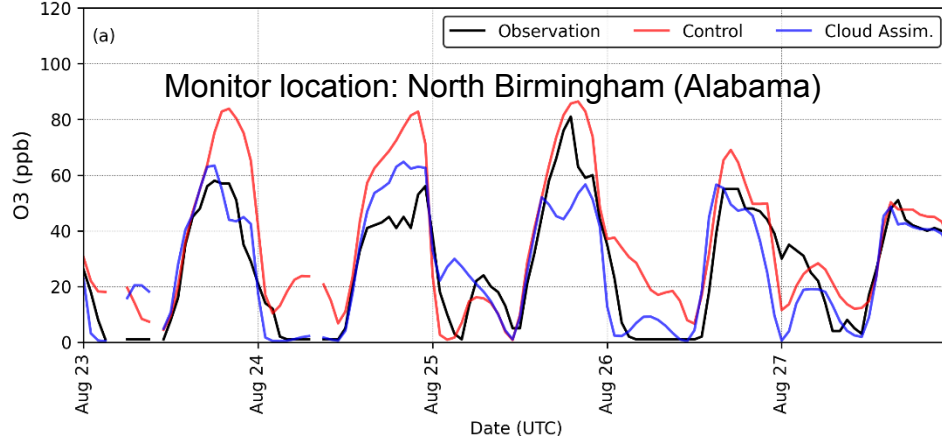 120
100
80
60
40
20
0
O3 (ppb)
(a)
Observation Control Cloud Assim.
Monitor location: North Birmingham (Alabama)
Aug 23
Aug 24
Aug 25
Aug 26
Aug 27
Date (UTC)